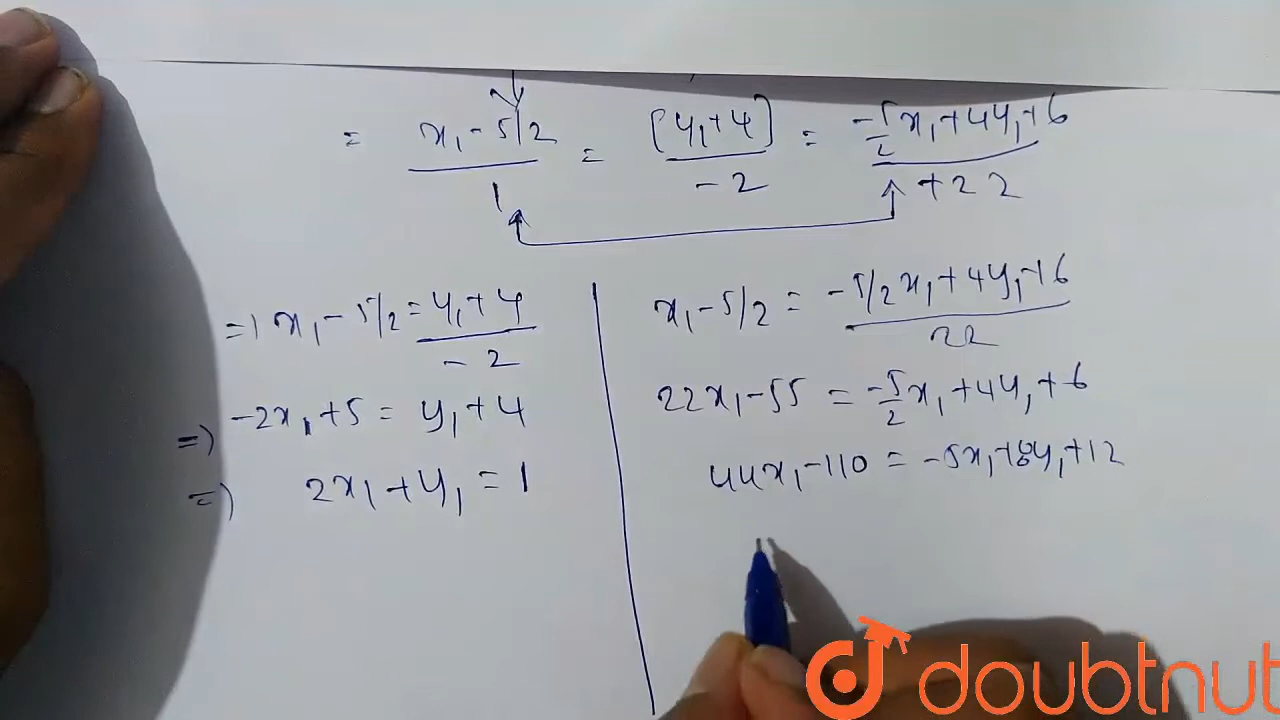 = (x₁ - 5/2)/1 = [y₁+4]/-2 = (-5/2 x₁+4y₁+6)/+22
=) x₁ - 5/2 = (y₁+4)/-2
=) -2x₁+5 = y₁+4
=) 2x₁+y₁ = 1
x₁-5/2 = (-5/2x₁+4y₁+6)/22
22x₁-55 = -5/2 x₁+4y₁+6
44x₁-110 = -5x₁+8y₁+12
doubtnut